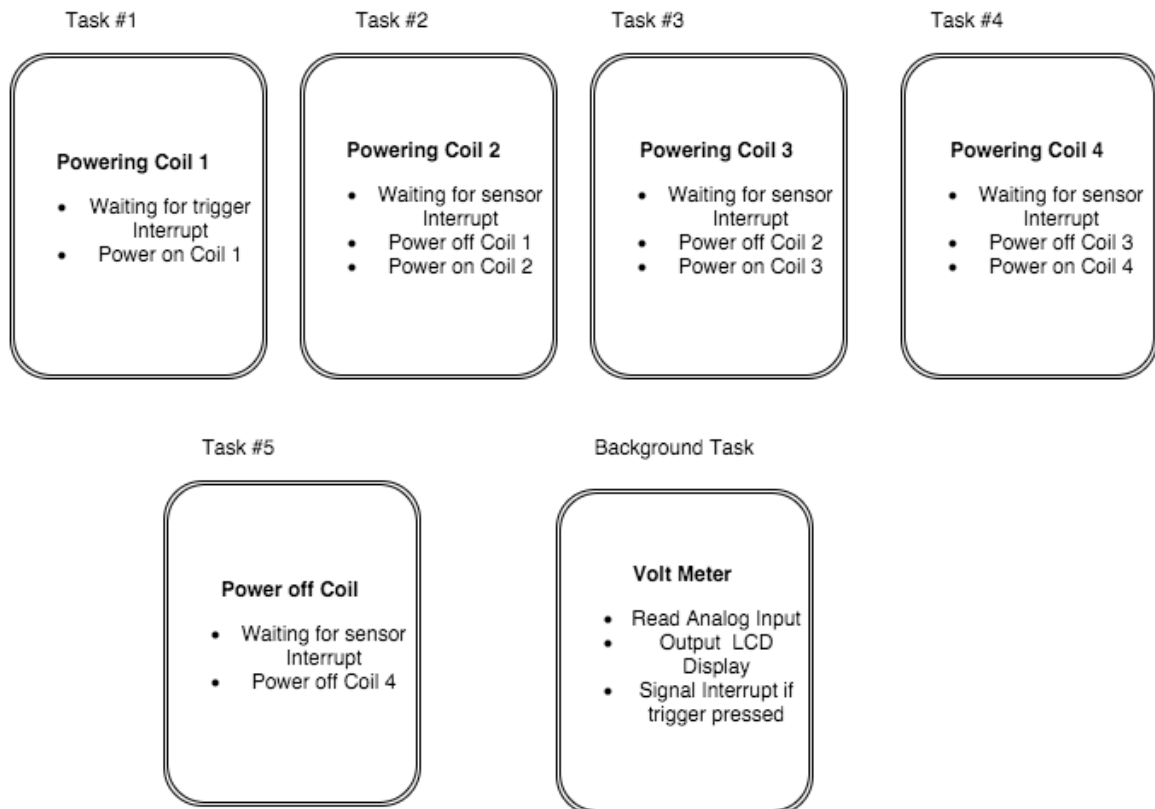 Task #1
Task #2
Task #3
Task #4
Powering Coil 1
• Waiting for trigger
Interrupt
• Power on Coil 1
Powering Coil 2
• Waiting for sensor
Interrupt
• Power off Coil 1
• Power on Coil 2
Powering Coil 3
• Waiting for sensor
Interrupt
• Power off Coil 2
• Power on Coil 3
Powering Coil 4
• Waiting for sensor
Interrupt
• Power off Coil 3
• Power on Coil 4
Task #5
Background Task
Power off Coil
• Waiting for sensor
Interrupt
• Power off Coil 4
Volt Meter
• Read Analog Input
• Output LCD
Display
• Signal Interrupt if
trigger pressed